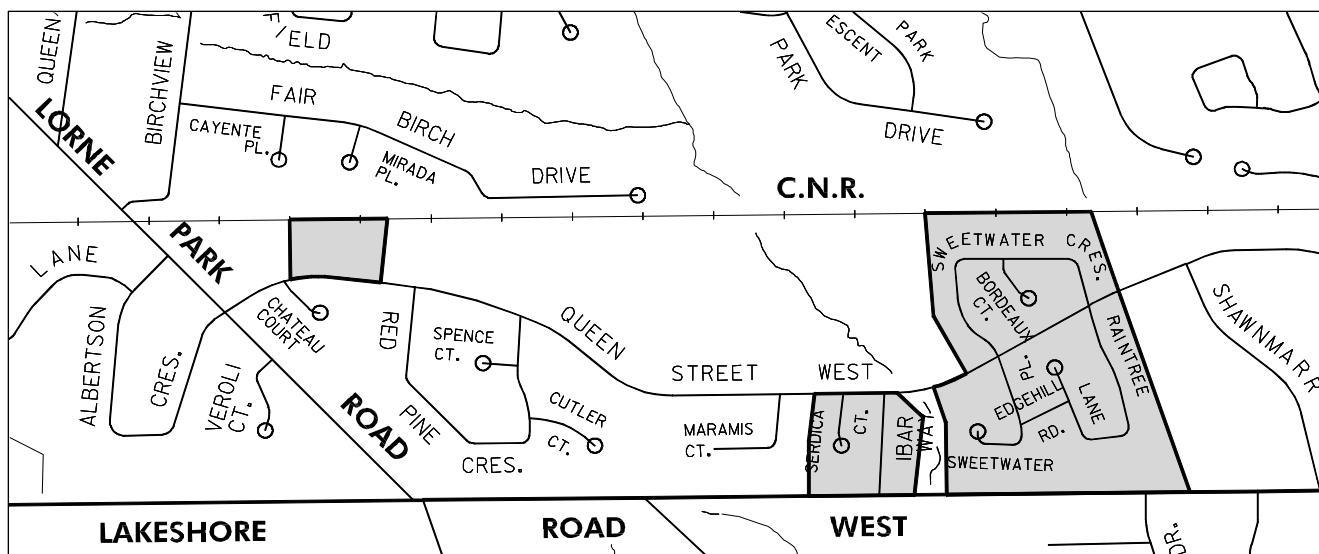 QUEEN
F/ELD
BIRCHVIEW
FAIR
BIRCH
DRIVE
CAYENTE
PL.
MIRADA
PL.
PARK
ESCENT
PARK
DRIVE
C.N.R.
LORNE
PARK
ROAD
LANE
ALBERTSON
CRES.
VEROLI
CT.
CHATEAU
COURT
RED
PINE
CRES.
SPENCE
CT.
CUTLER
CT.
QUEEN
STREET
WEST
MARAMIS
CT.
SERDICA
CT.
IBAR
WAY
SWEETWATER
CRES.
BORDEAUX
CT.
RAINTREE
LANE
EDGEHILL
PL.
RD.
SWEETWATER
SHAWNMARR
LAKESHORE
ROAD
WEST
DR.